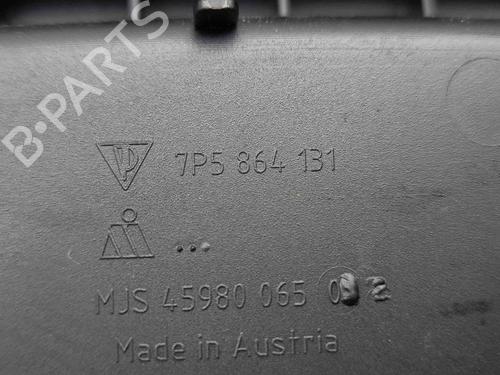 B-PARTS
7P5 864 131
...
MJS 45980 065
Made in Austria